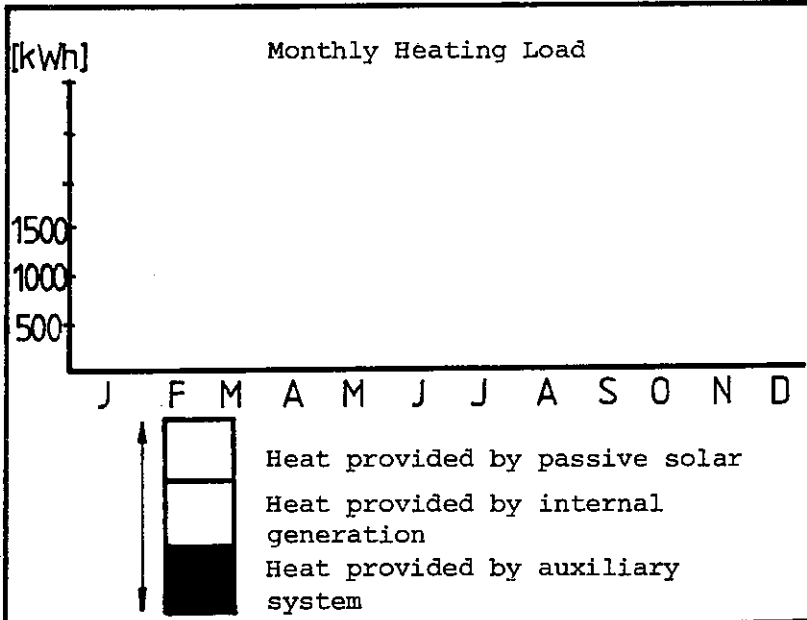 [kWh]
Monthly Heating Load
1500
1000
500
J F M A M J J A S O N D
Heat provided by passive solar
Heat provided by internal
generation
Heat provided by auxiliary
system